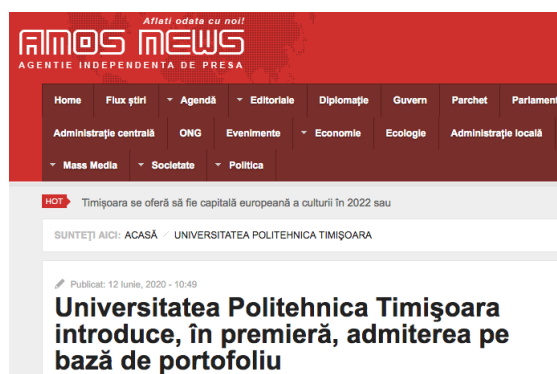 Aflati odata cu noi!
AMOS NEWS
AGENTIE INDEPENDENTA DE PRESA
Home Flux știri Agendă Editoriale Diplomație Guvern Parchet Parlament
Administrație centrală ONG Evenimente Economie Ecologie Administrație locală
Mass Media Societate Politica
HOT Timișoara se oferă să fie capitală europeană a culturii în 2022 sau
SUNTEȚI AICI: ACASĂ / UNIVERSITATEA POLITEHNICA TIMIȘOARA
Publicat: 12 Iunie, 2020 - 10:49
Universitatea Politehnica Timişoara
introduce, în premieră, admiterea pe
bază de portofoliu